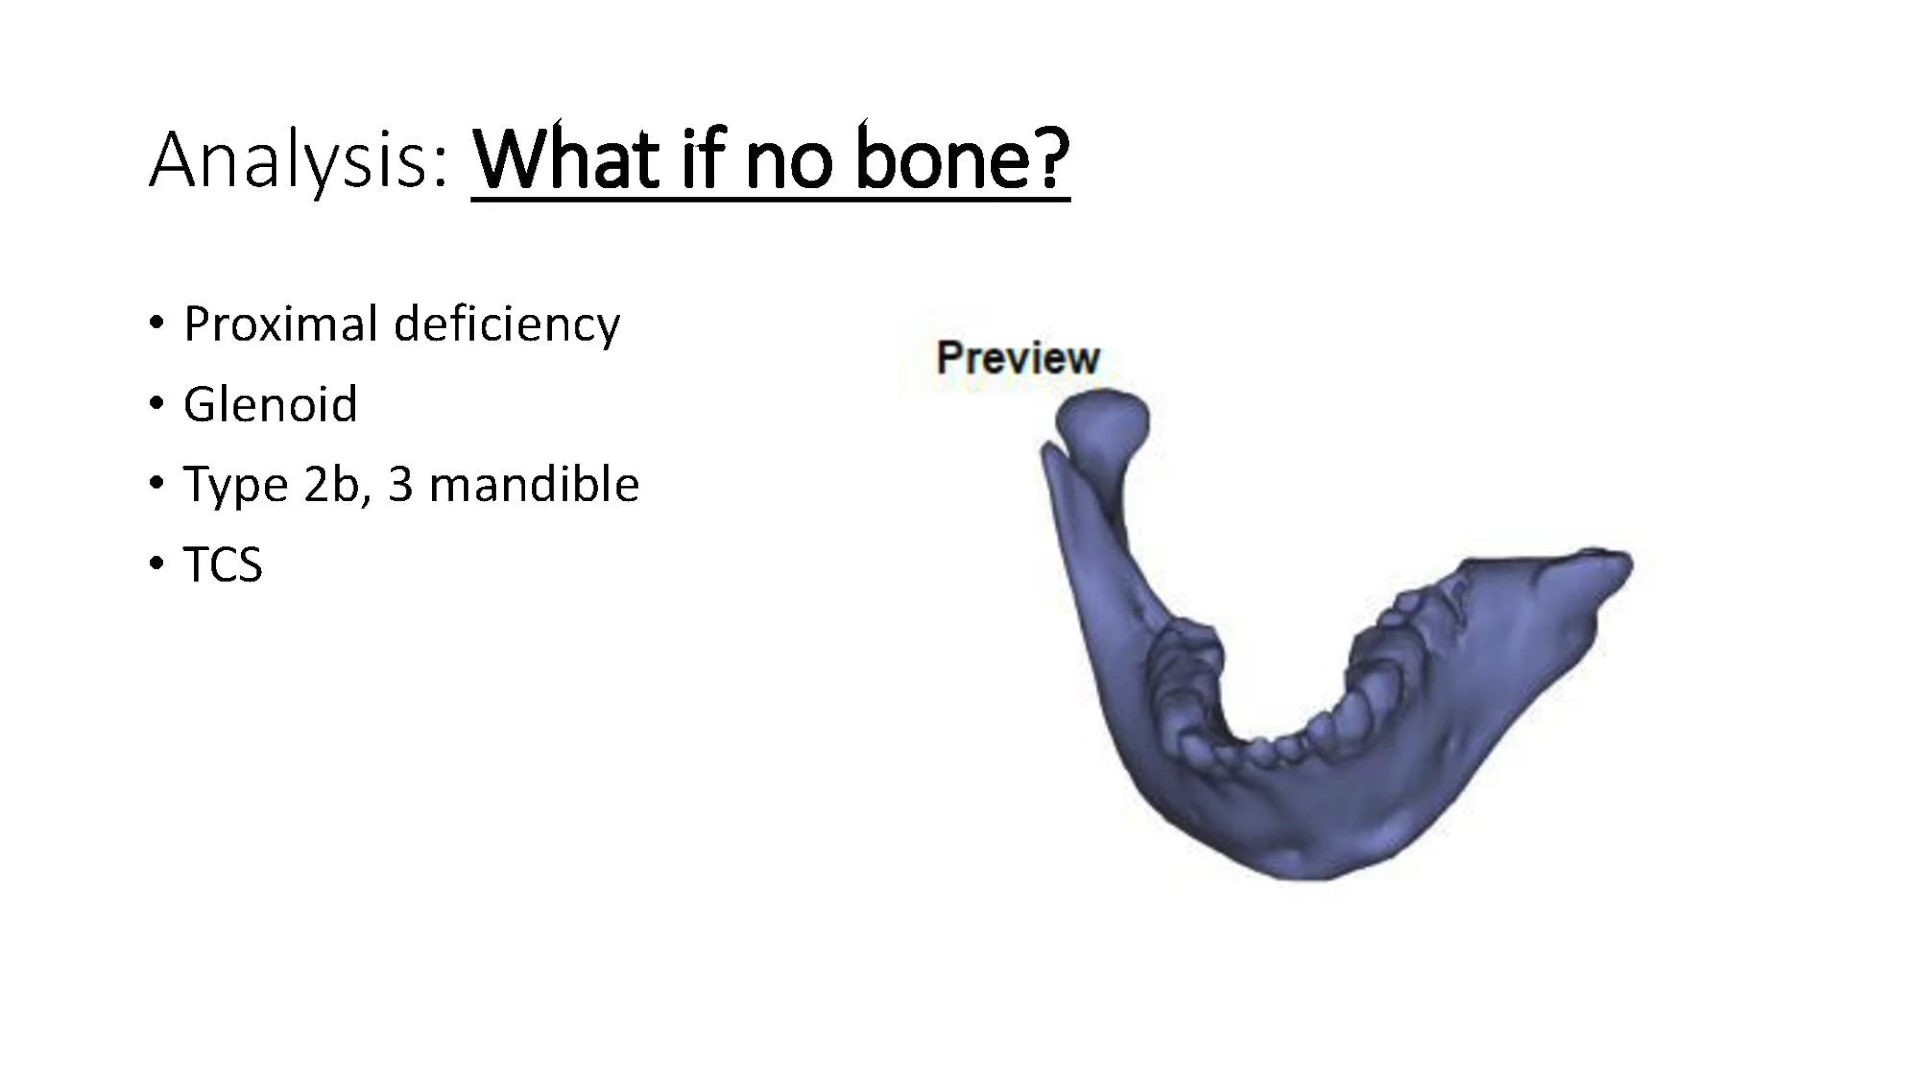 Analysis: What if no bone?
• Proximal deficiency
• Glenoid
• Type 2b, 3 mandible
• TCS
Preview